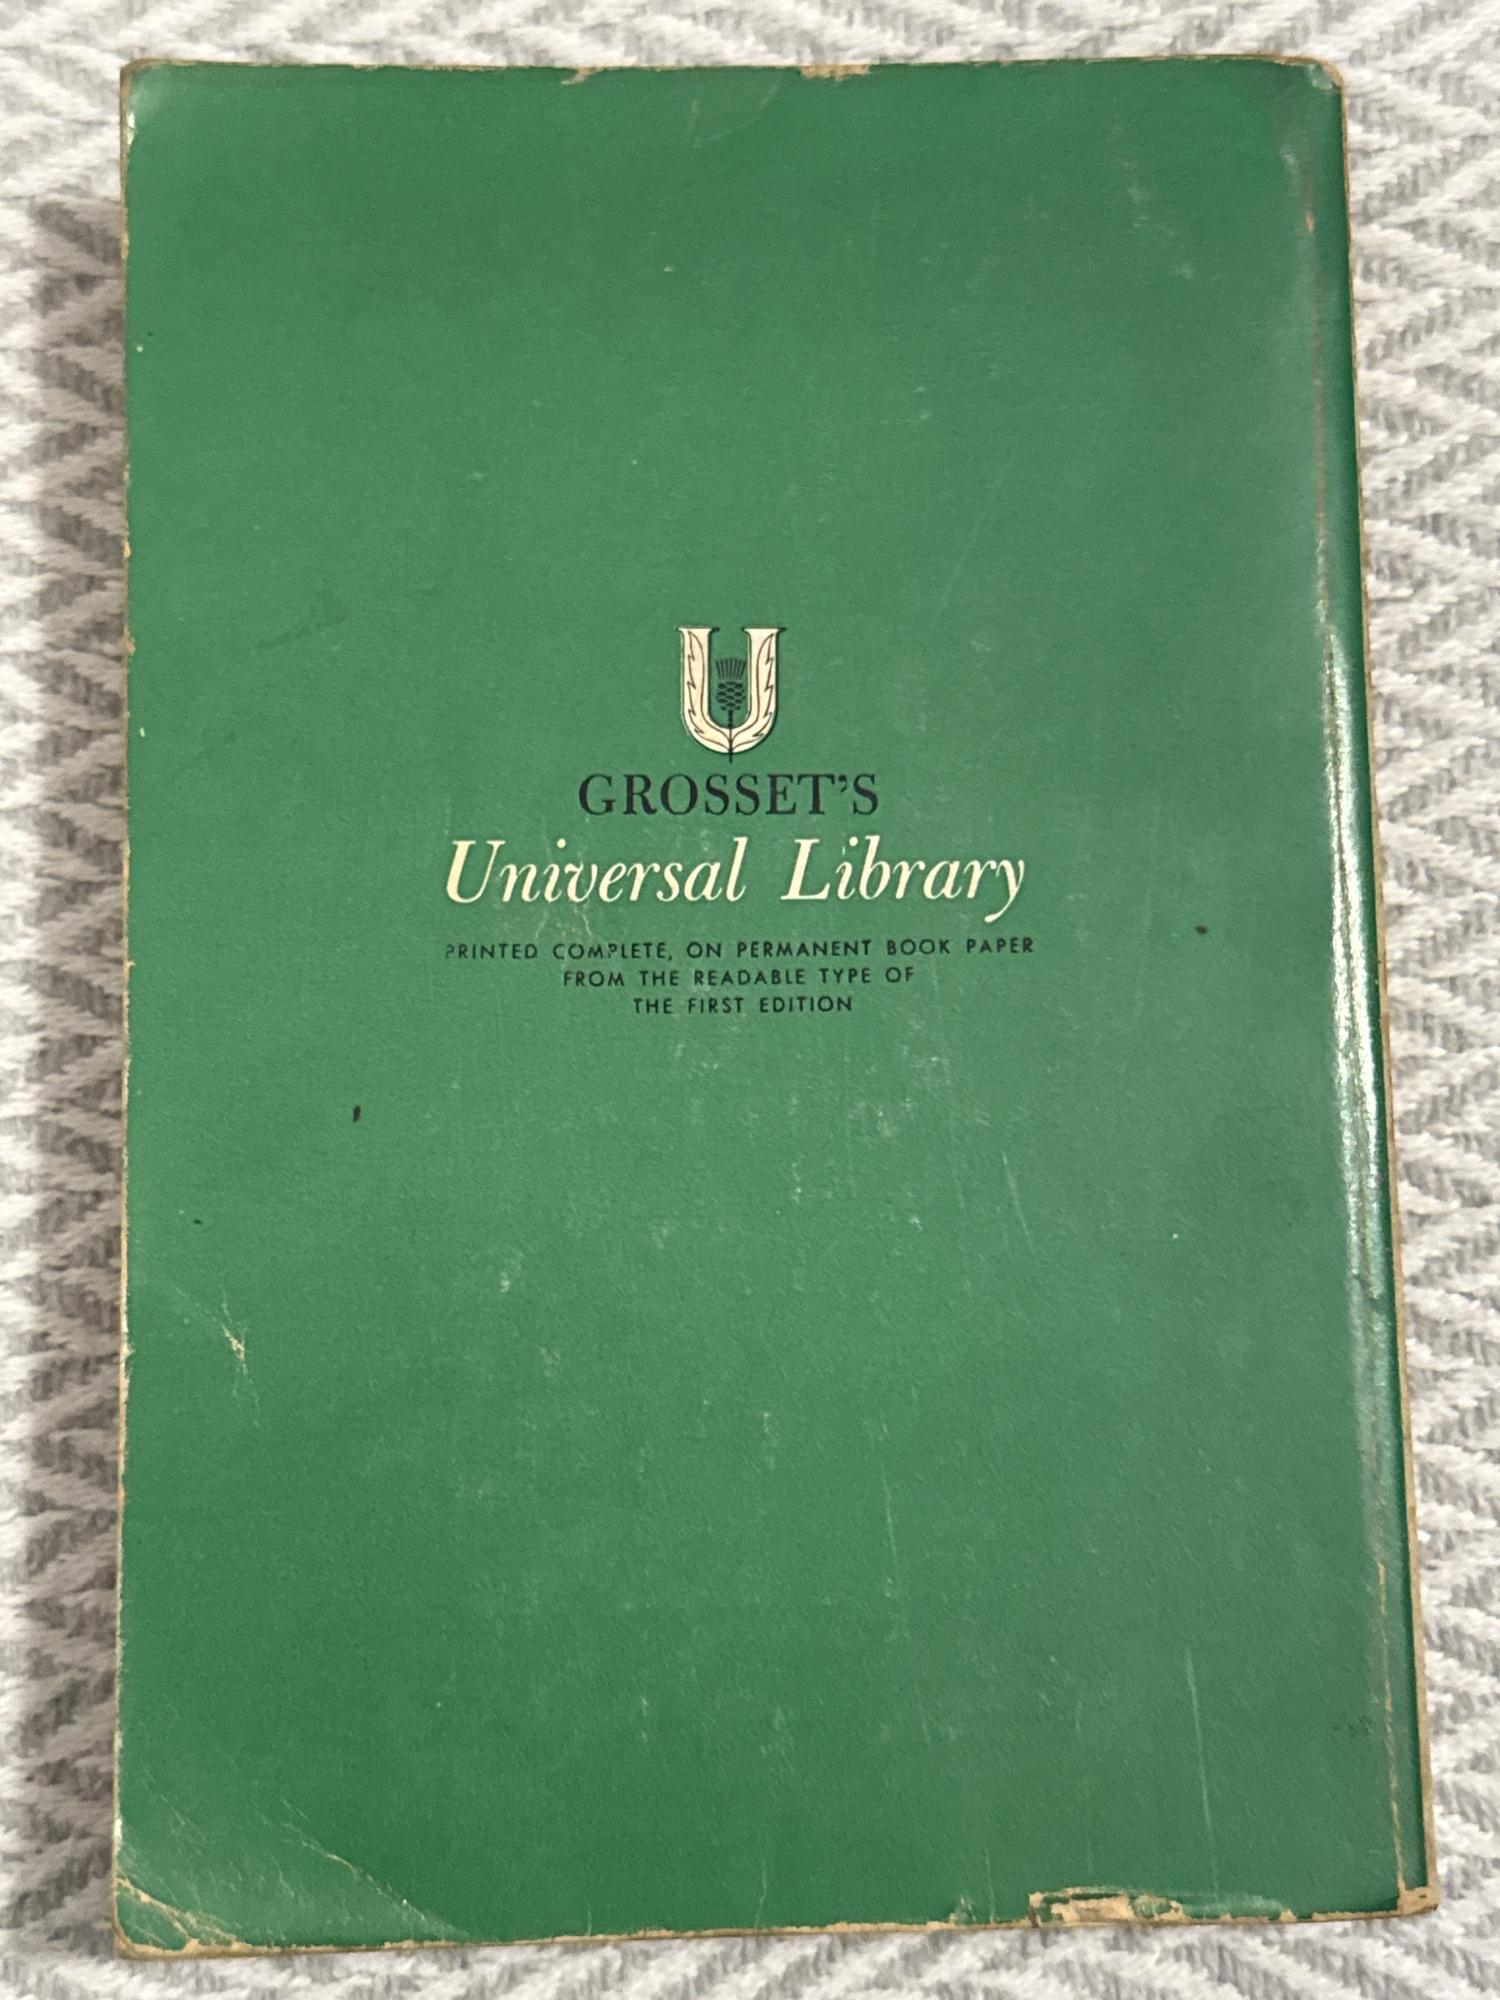 U
GROSSET'S
Universal Library
PRINTED COMPLETE, ON PERMANENT BOOK PAPER
FROM THE READABLE TYPE OF
THE FIRST EDITION